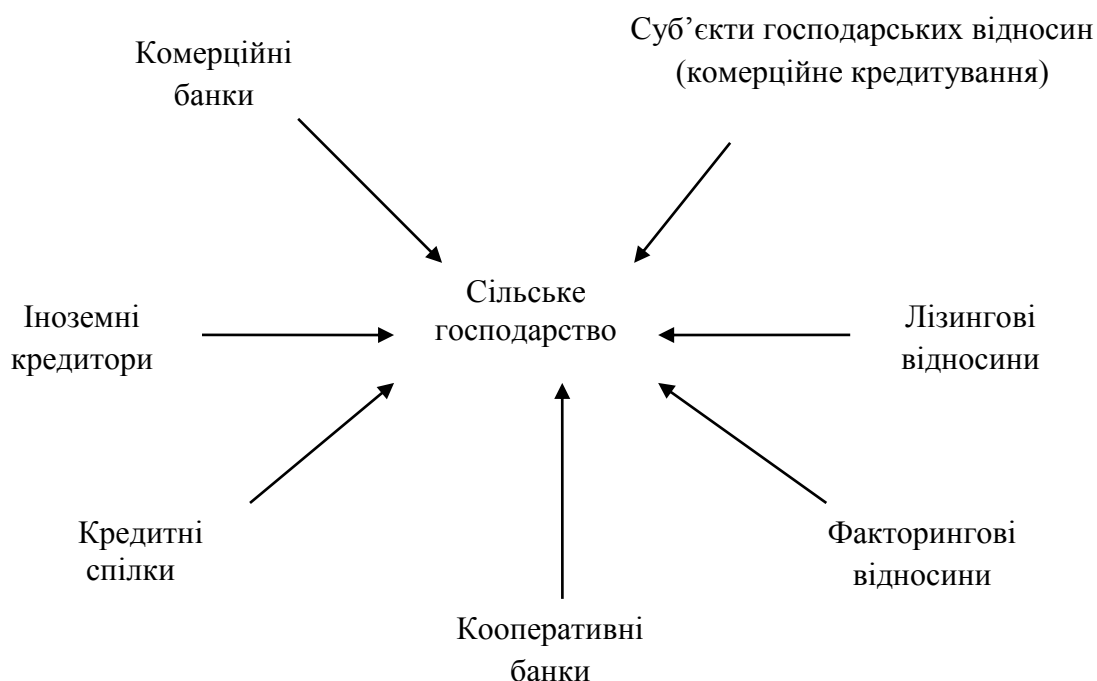 Комерційні
банки
Суб’єкти господарських відносин
(комерційне кредитування)
Сільське
господарство
Іноземні
кредитори
Лізингові
відносини
Кредитні
спілки
Факторингові
відносини
Кооперативні
банки